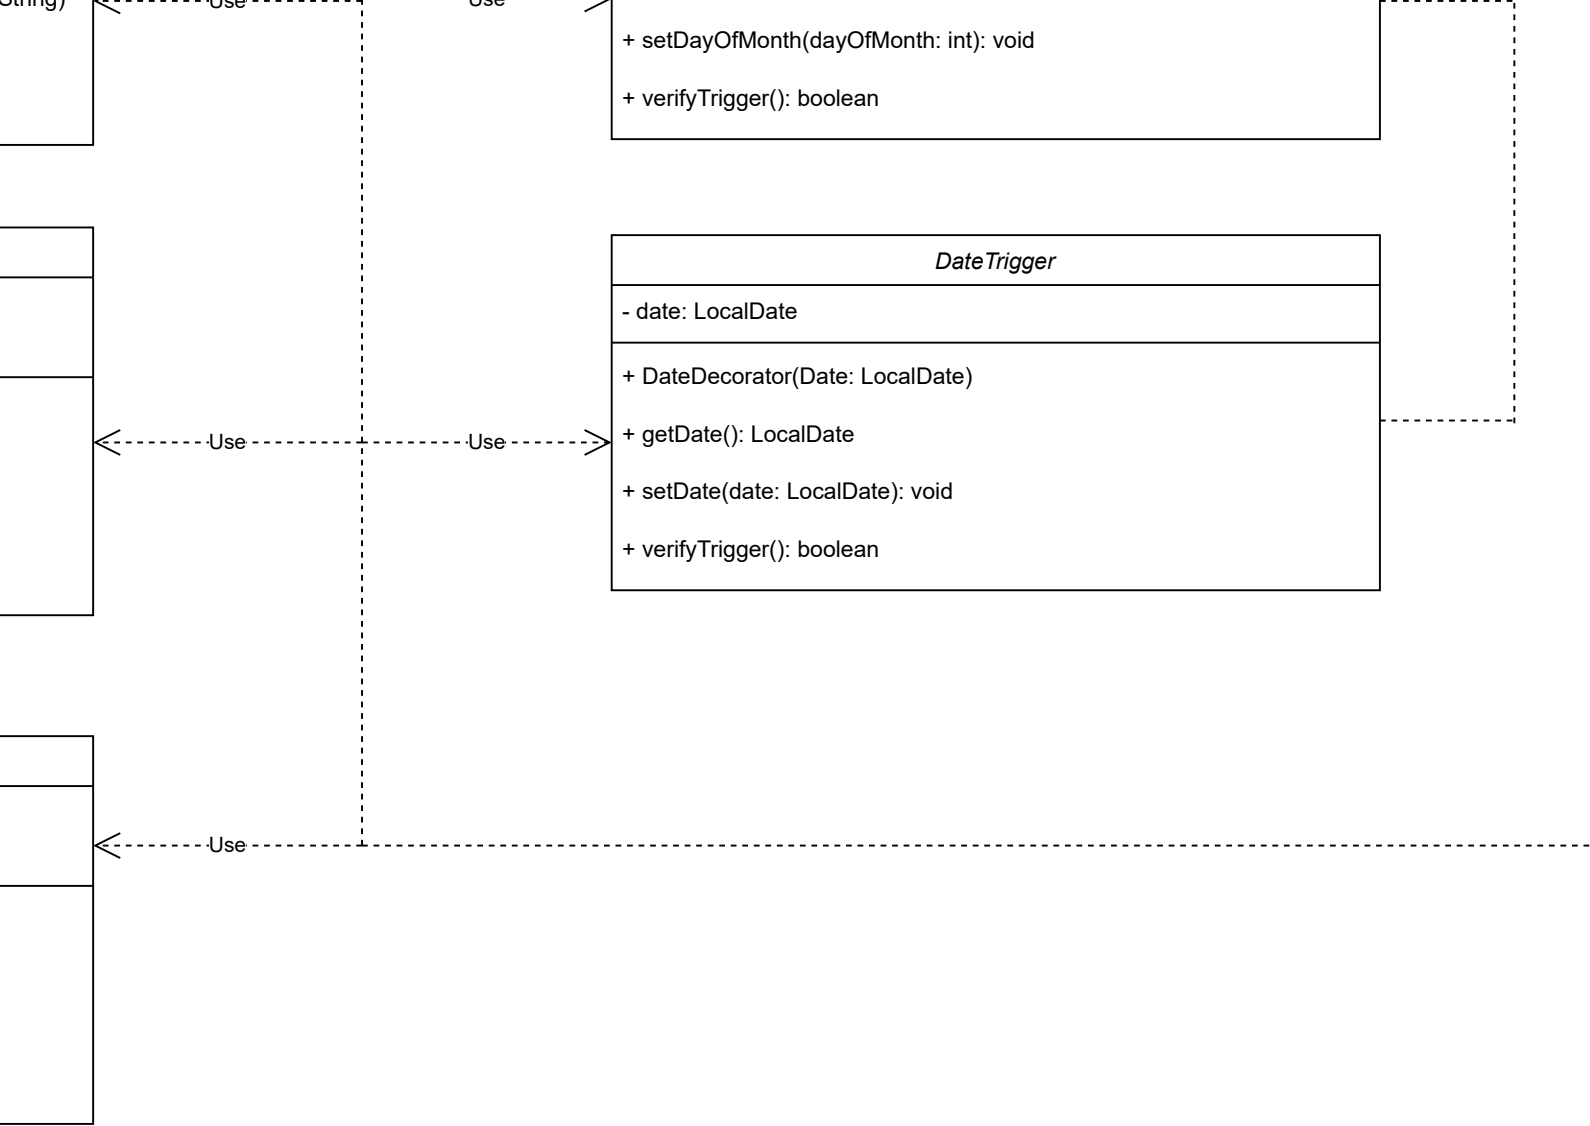 String)
Use
Use
+ setDayOfMonth(dayOfMonth: int): void
+ verifyTrigger(): boolean
DateTrigger
- date: LocalDate
+ DateDecorator(Date: LocalDate)
+ getDate(): LocalDate
+ setDate(date: LocalDate): void
+ verifyTrigger(): boolean
Use
Use
Use